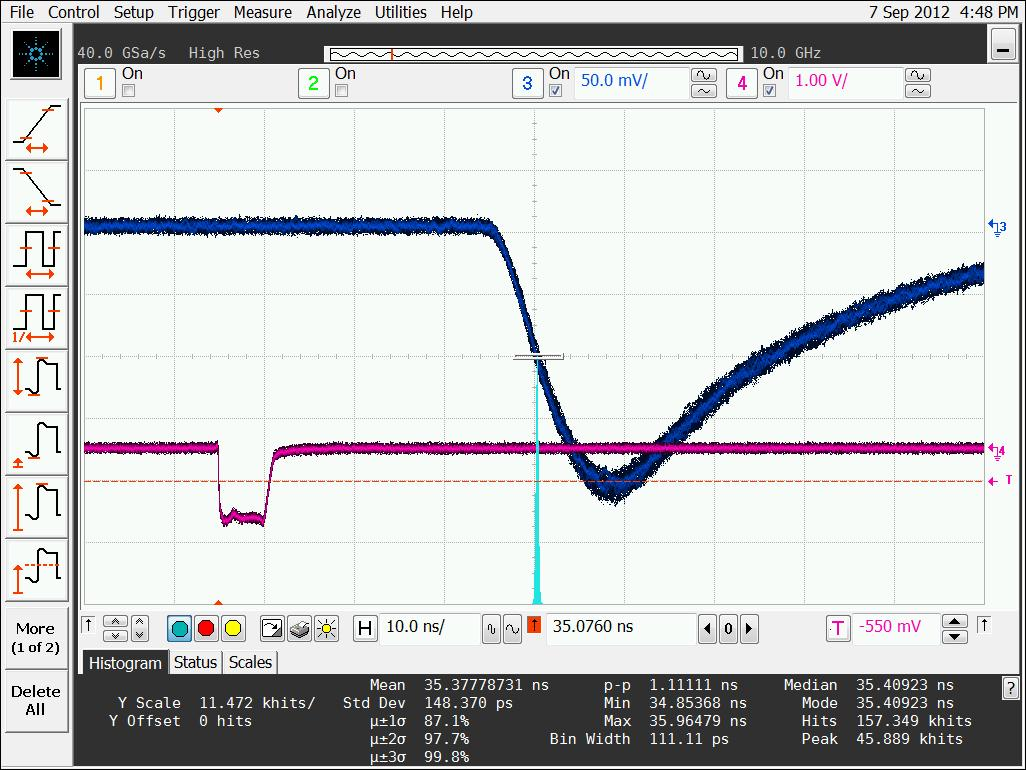 File Control Setup Trigger Measure Analyze Utilities Help 7 Sep 2012 4:48 PM
40.0 GSa/s High Res 10.0 GHz
1 On 2 On 3 On 50.0 mV/ 4 On 1.00 V/
3
4
T
1/
More
(1 of 2)
Delete
All
H 10.0 ns/ 35.0760 ns 0 T -550 mV
Histogram Status Scales
Mean 35.37778731 ns p-p 1.11111 ns Median 35.40923 ns
Y Scale 11.472 khits/ Std Dev 148.370 ps Min 34.85368 ns Mode 35.40923 ns
Y Offset 0 hits μ±1σ 87.1% Max 35.96479 ns Hits 157.349 khits
μ±2σ 97.7% Bin Width 111.11 ps Peak 45.889 khits
μ±3σ 99.8%
?